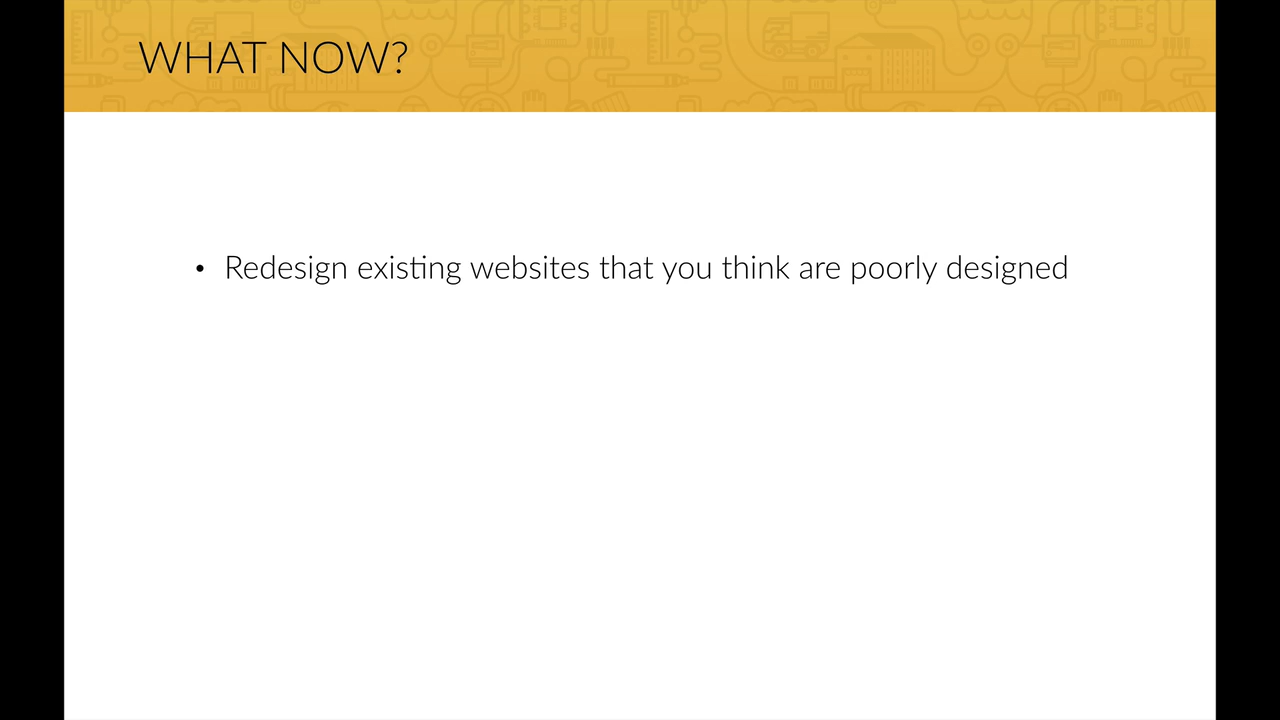 WHAT NOW?
• Redesign existing websites that you think are poorly designed